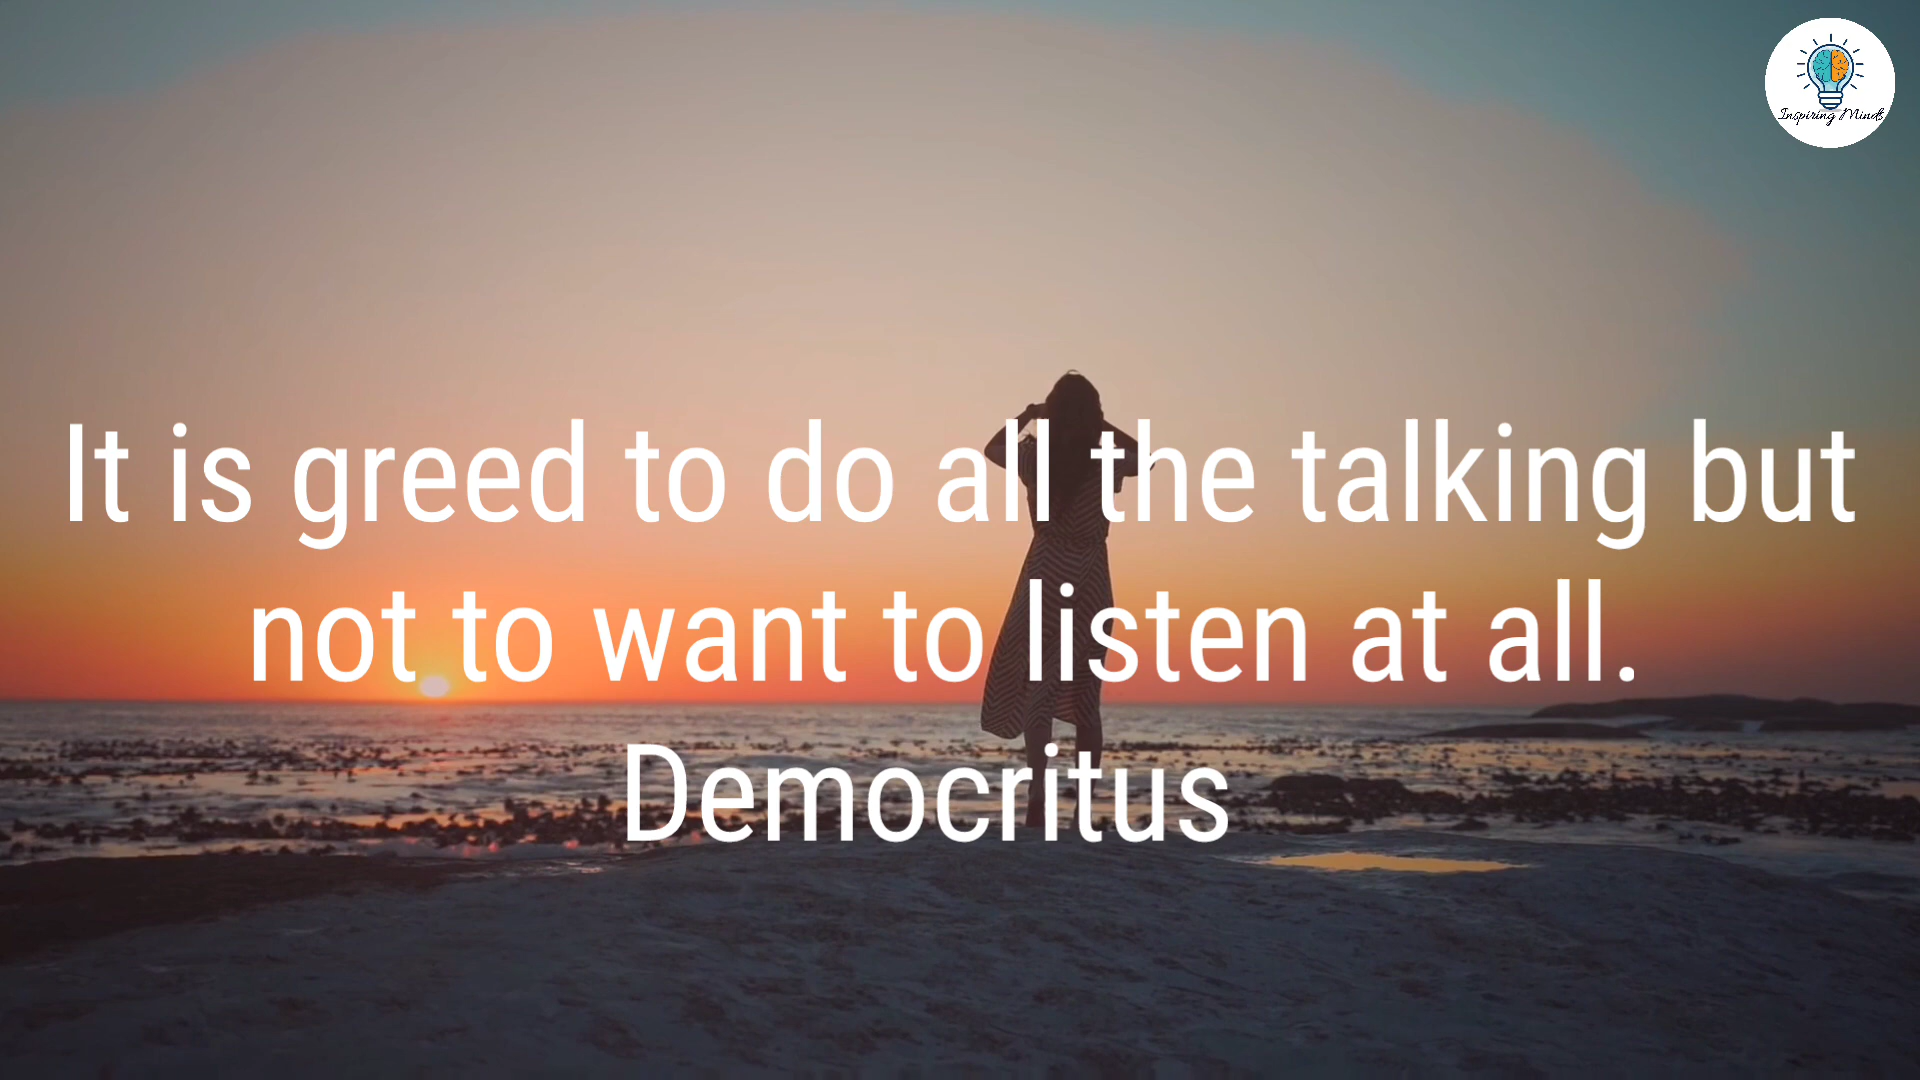 Inspiring Minds
It is greed to do all the talking but
not to want to listen at all.
Democritus